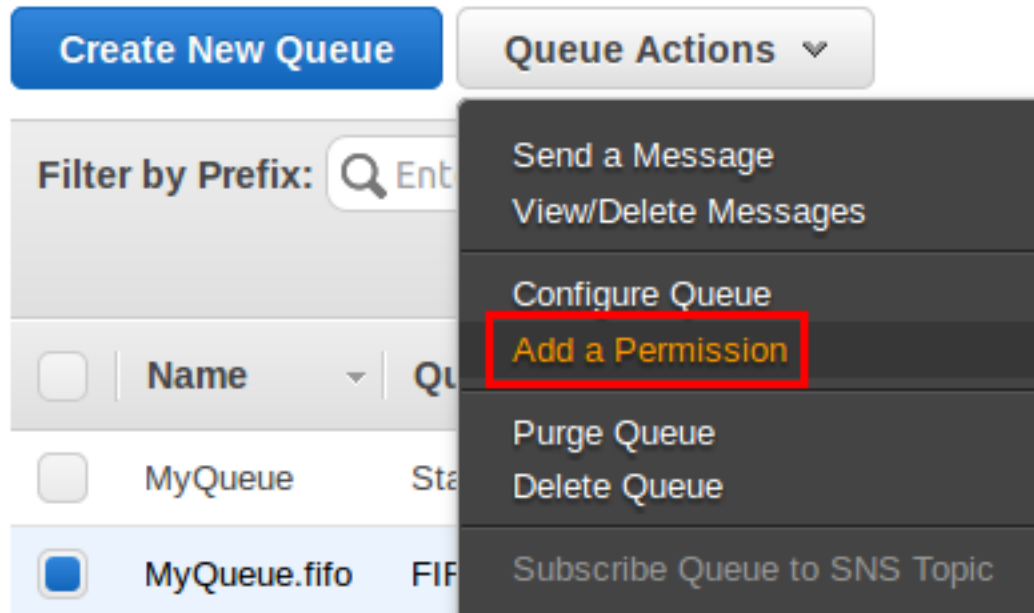 Create New Queue
Queue Actions
Filter by Prefix:
Send a Message
View/Delete Messages
Configure Queue
Add a Permission
Name
Purge Queue
MyQueue
Delete Queue
MyQueue.fifo
Subscribe Queue to SNS Topic